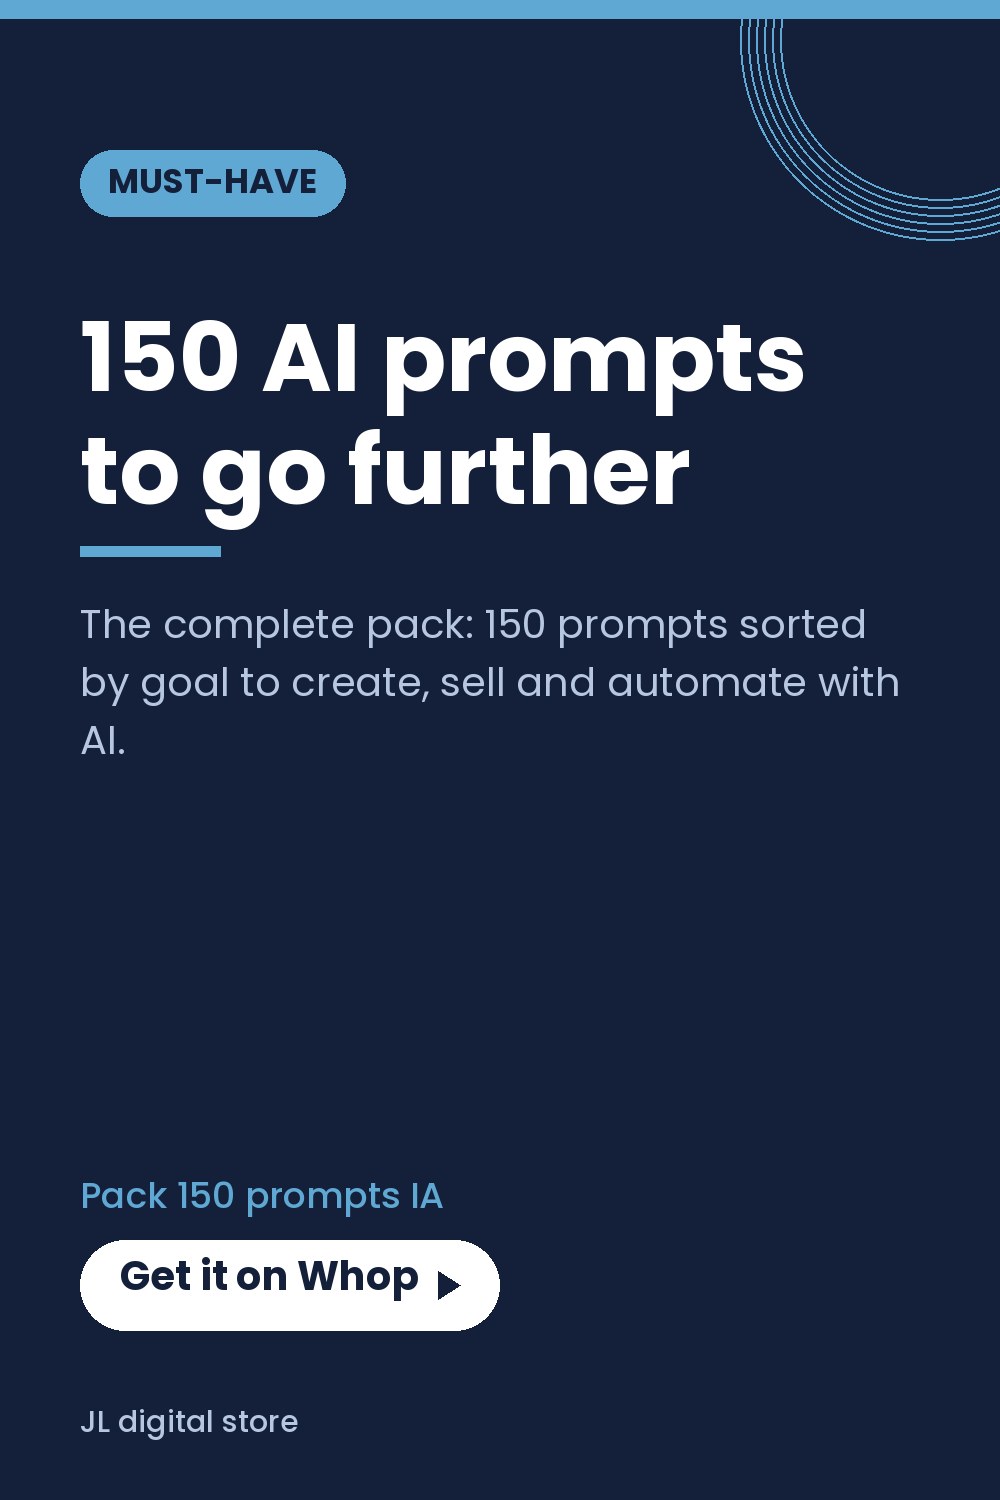 MUST-HAVE
150 AI prompts
to go further
The complete pack: 150 prompts sorted
by goal to create, sell and automate with
AI.
Pack 150 prompts IA
Get it on Whop
JL digital store